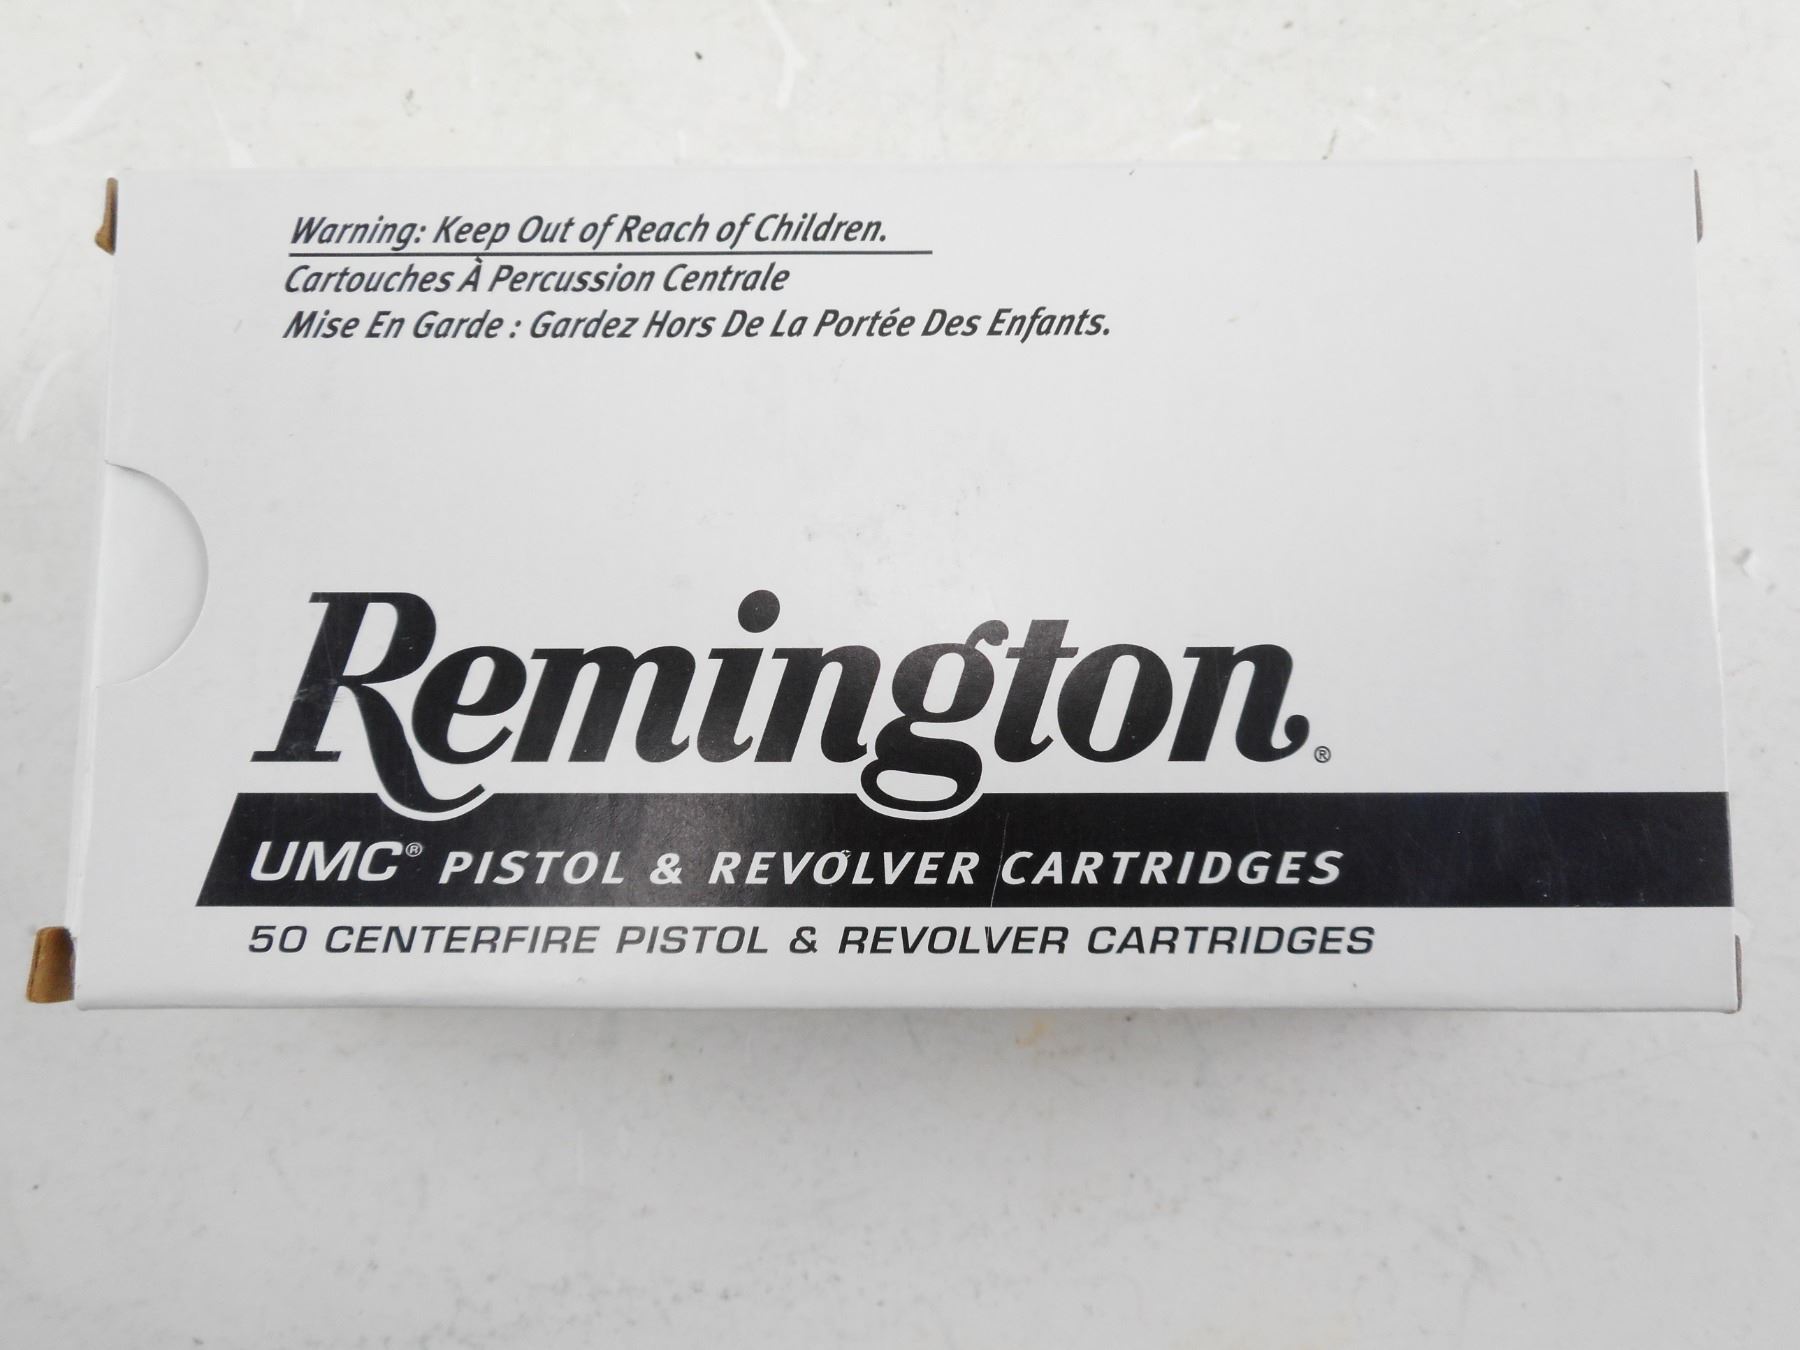 Warning: Keep Out of Reach of Children.
Cartouches À Percussion Centrale
Mise En Garde : Gardez Hors De La Portée Des Enfants.
Remington®
UMC® PISTOL & REVOLVER CARTRIDGES
50 CENTERFIRE PISTOL & REVOLVER CARTRIDGES